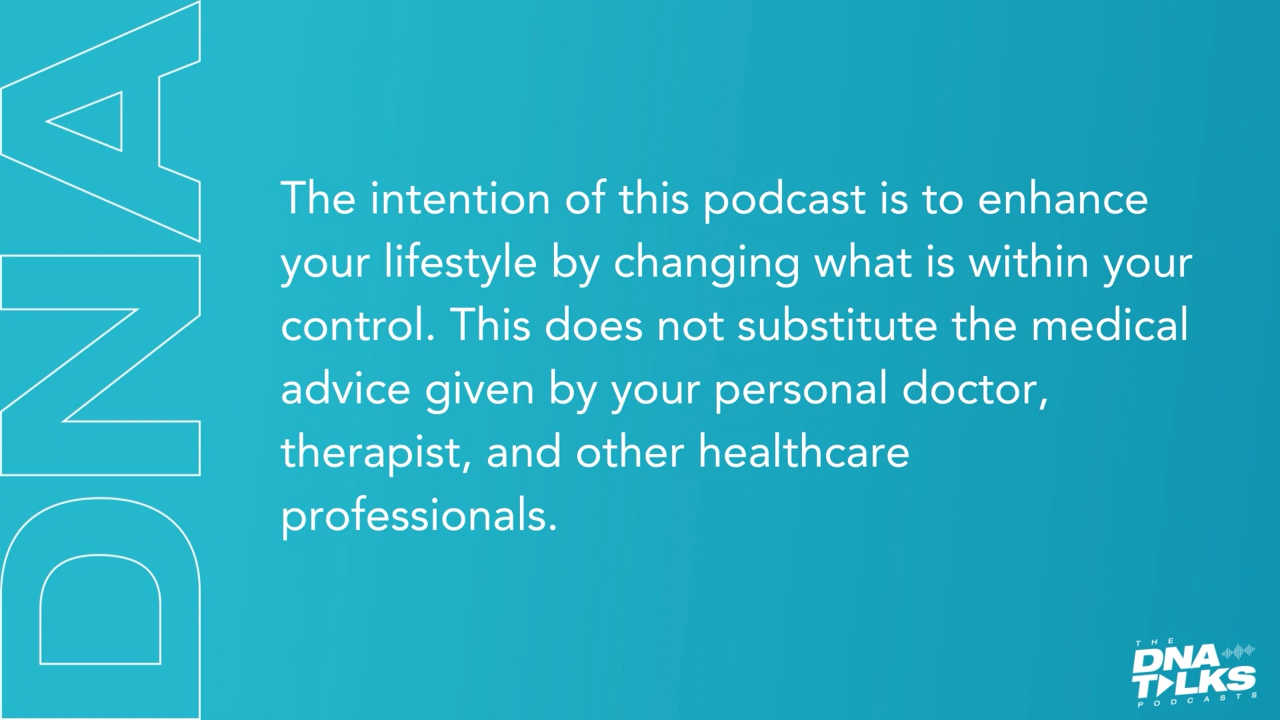 DNA
The intention of this podcast is to enhance
your lifestyle by changing what is within your
control. This does not substitute the medical
advice given by your personal doctor,
therapist, and other healthcare
professionals.
THE
DNA
TALKS
PODCASTS